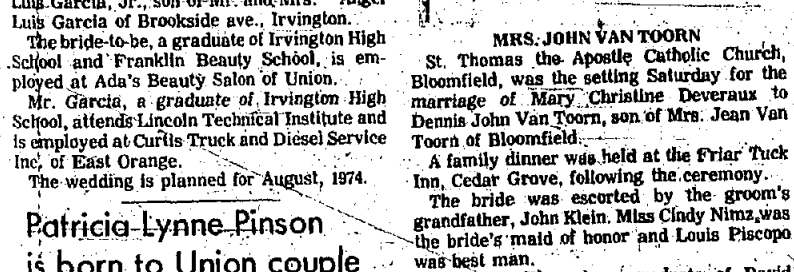 Luis Garcia, Jr., son of Mr. and Mrs. Angel
Luis Garcia of Brookside ave., Irvington.
The bride-to-be, a graduate of Irvington High
School and Franklin Beauty School, is em-
ployed at Ada's Beauty Salon of Union.
Mr. Garcia, a graduate of Irvington High
School, attends Lincoln Technical Institute and
is employed at Curtis Truck and Diesel Service
Inc. of East Orange.
The wedding is planned for August, 1974.
Patricia Lynne Pinson
is born to Union couple
MRS. JOHN VAN TOORN
St. Thomas the Apostle Catholic Church,
Bloomfield, was the setting Saturday for the
marriage of Mary Christine Deveraux to
Dennis John Van Toorn, son of Mrs. Jean Van
Toorn of Bloomfield.
A family dinner was held at the Friar Tuck
Inn, Cedar Grove, following the ceremony.
The bride was escorted by the groom's
grandfather, John Klein. Miss Cindy Nimz was
the bride's maid of honor and Louis Piscopo
was best man.